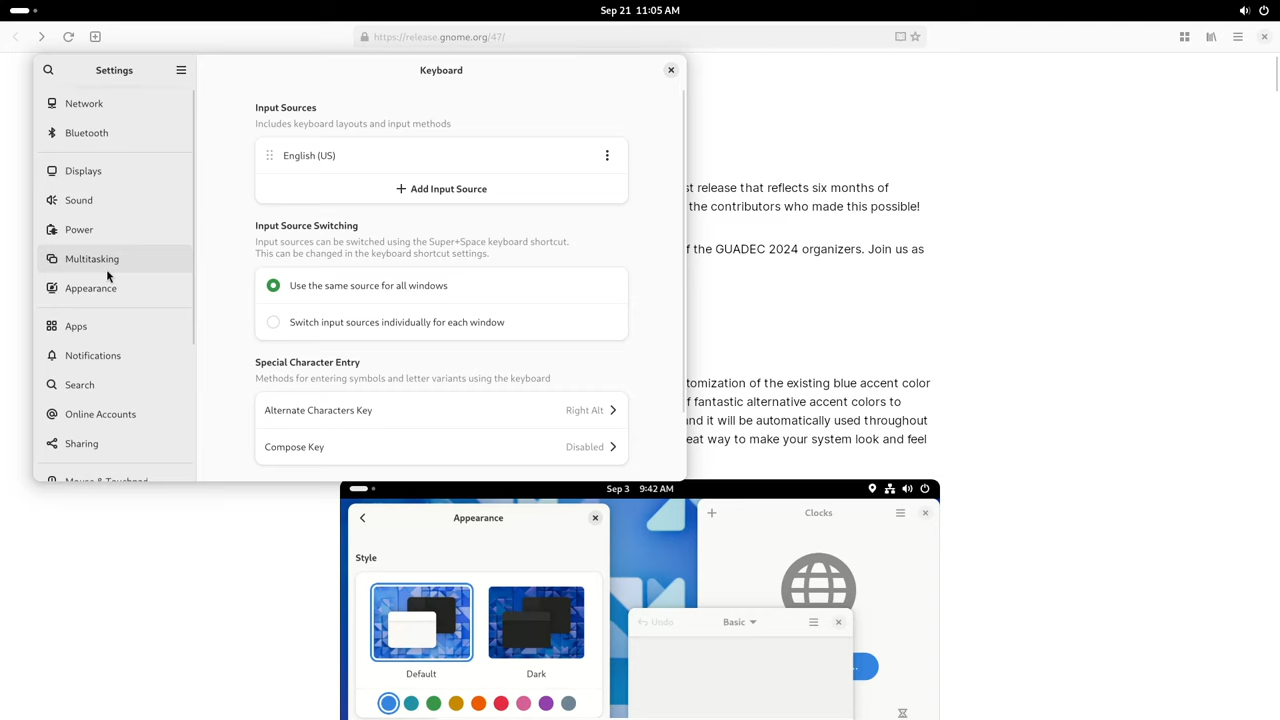 Sep 21  11:05 AM
https://release.gnome.org/47/
Settings
Network
Bluetooth
Displays
Sound
Power
Multitasking
Appearance
Apps
Notifications
Search
Online Accounts
Sharing
Mouse & Touchpad
Keyboard
Input Sources
Includes keyboard layouts and input methods
English (US)
+ Add Input Source
Input Source Switching
Input sources can be switched using the Super+Space keyboard shortcut.
This can be changed in the keyboard shortcut settings.
Use the same source for all windows
Switch input sources individually for each window
Special Character Entry
Methods for entering symbols and letter variants using the keyboard
Alternate Characters Key Right Alt
Compose Key Disabled
st release that reflects six months of
the contributors who made this possible!
f the GUADEC 2024 organizers. Join us as
tomization of the existing blue accent color
f fantastic alternative accent colors to
and it will be automatically used throughout
eat way to make your system look and feel
Sep 3  9:42 AM
Appearance
Style
Default
Dark
Clocks
Undo
Basic